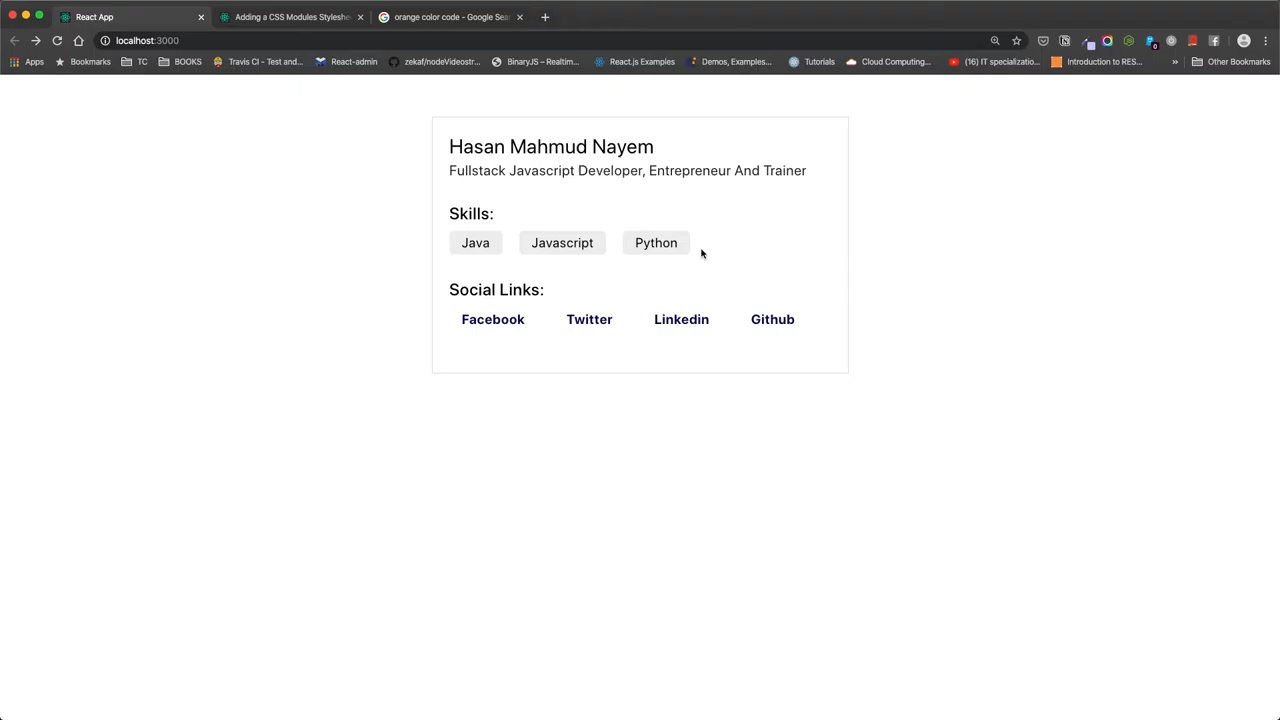 React App
Adding a CSS Modules Styleshe
orange color code - Google Sea
localhost:3000
Apps
Bookmarks
TC
BOOKS
Travis CI - Test and...
React-admin
zekaf/nodeVideostr...
BinaryJS – Realtim...
React.js Examples
Demos, Examples,...
Tutorials
Cloud Computing,...
(16) IT specializatio...
Introduction to RES...
»
Other Bookmarks
0
Hasan Mahmud Nayem
Fullstack Javascript Developer, Entrepreneur And Trainer
Skills:
Java Javascript Python
Social Links:
Facebook Twitter Linkedin Github